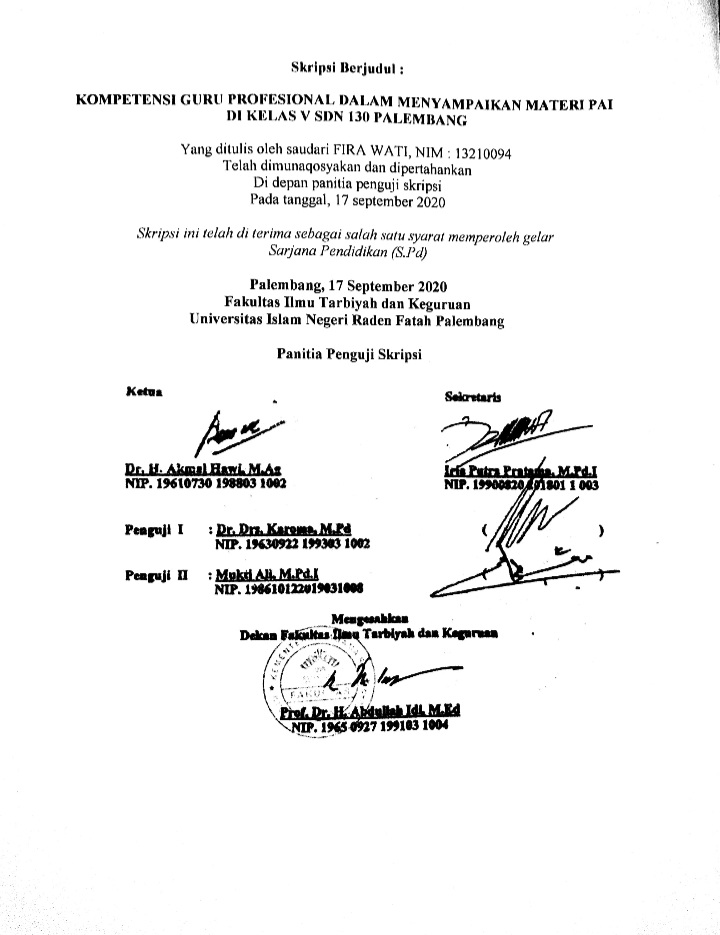 Skripsi Berjudul :
KOMPETENSI GURU PROFESIONAL DALAM MENYAMPAIKAN MATERI PAI
DI KELAS V SDN 130 PALEMBANG
Yang ditulis oleh saudari FIRA WATI, NIM : 13210094
Telah dimunaqosyakan dan dipertahankan
Di depan panitia penguji skripsi
Pada tanggal, 17 september 2020
Skripsi ini telah di terima sebagai salah satu syarat memperoleh gelar
Sarjana Pendidikan (S.Pd)
Palembang, 17 September 2020
Fakultas Ilmu Tarbiyah dan Keguruan
Universitas Islam Negeri Raden Fatah Palembang
Panitia Penguji Skripsi
Ketua
Sekretaris
Dr. H. Akmal Hawi, M.Ag
Iris Putra Pratama, M.Pd.I
NIP. 19610730 198803 1002
NIP. 19900820 201801 1 003
Penguji I : Dr. Drs. Karoma, M.Pd ( )
NIP. 19630922 199303 1002
Penguji II : Mukti Ali, M.Pd.I ( )
NIP. 198610122019031008
Mengesahkan
Dekan Fakultas Ilmu Tarbiyah dan Keguruan
FAKULTAS
Prof. Dr. H. Abdullah Idi, M.Ed
NIP. 1965 0927 199103 1004